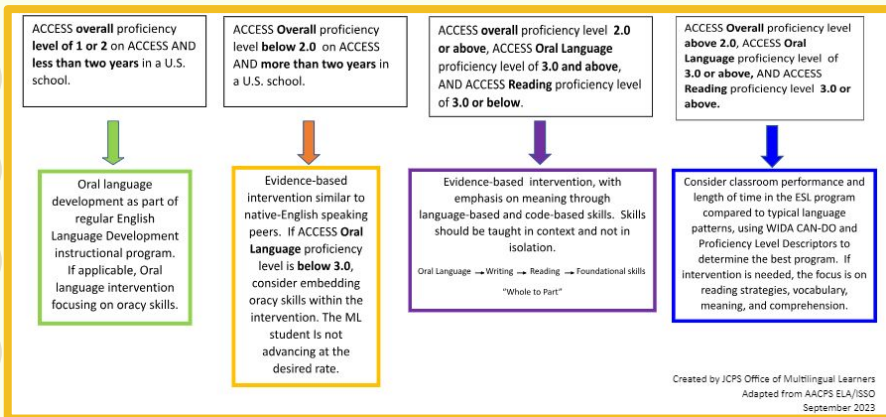 ACCESS overall proficiency
level of 1 or 2 on ACCESS AND
less than two years in a U.S.
school.
ACCESS Overall proficiency
level below 2.0 on ACCESS
AND more than two years in
a U.S. school.
ACCESS overall proficiency level 2.0
or above, ACCESS Oral Language
proficiency level of 3.0 and above,
AND ACCESS Reading proficiency level
of 3.0 or below.
ACCESS Overall proficiency level
above 2.0, ACCESS Oral
Language proficiency level of
3.0 or above, AND ACCESS
Reading proficiency level 3.0 or
above.
Oral language
development as part of
regular English
Language Development
instructional program.
If applicable, Oral
language intervention
focusing on oracy skills.
Evidence-based
intervention similar to
native-English speaking
peers. If ACCESS Oral
Language proficiency
level is below 3.0,
consider embedding
oracy skills within the
intervention. The ML
student Is not
advancing at the
desired rate.
Evidence-based intervention, with
emphasis on meaning through
language-based and code-based skills. Skills
should be taught in context and not in
isolation.
Oral Language → Writing → Reading → Foundational skills
"Whole to Part"
Consider classroom performance and
length of time in the ESL program
compared to typical language
patterns, using WIDA CAN-DO and
Proficiency Level Descriptors to
determine the best program. If
intervention is needed, the focus is on
reading strategies, vocabulary,
meaning, and comprehension.
Created by JCPS Office of Multilingual Learners
Adapted from AACPS ELA/ISSO
September 2023